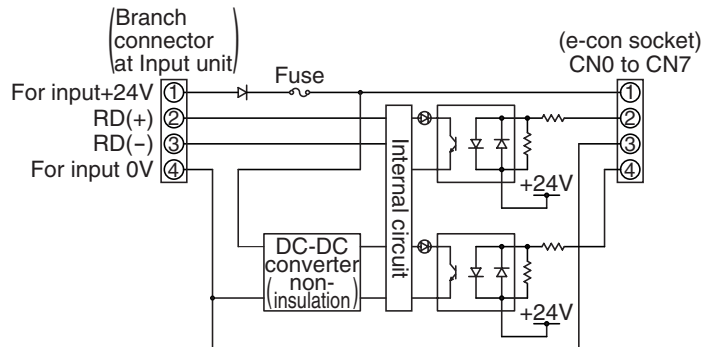 (Branch
connector
at Input unit)
(e-con socket)
CN0 to CN7
Fuse
For input+24V ①
RD(+) ②
RD(−) ③
For input 0V ④
①
②
③
④
Internal circuit
+24V
DC-DC
converter
(non-
insulation)
+24V